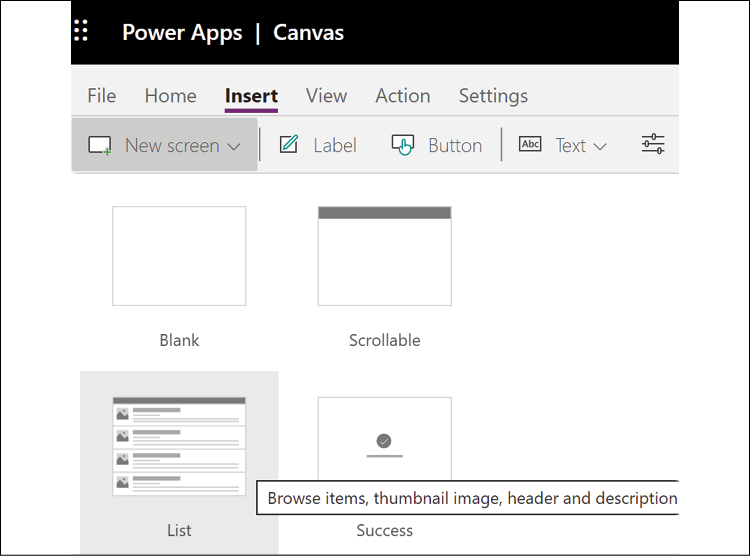 Power Apps | Canvas
File Home Insert View Action Settings
New screen Label Button Abc Text
Blank Scrollable
Browse items, thumbnail image, header and description
List Success